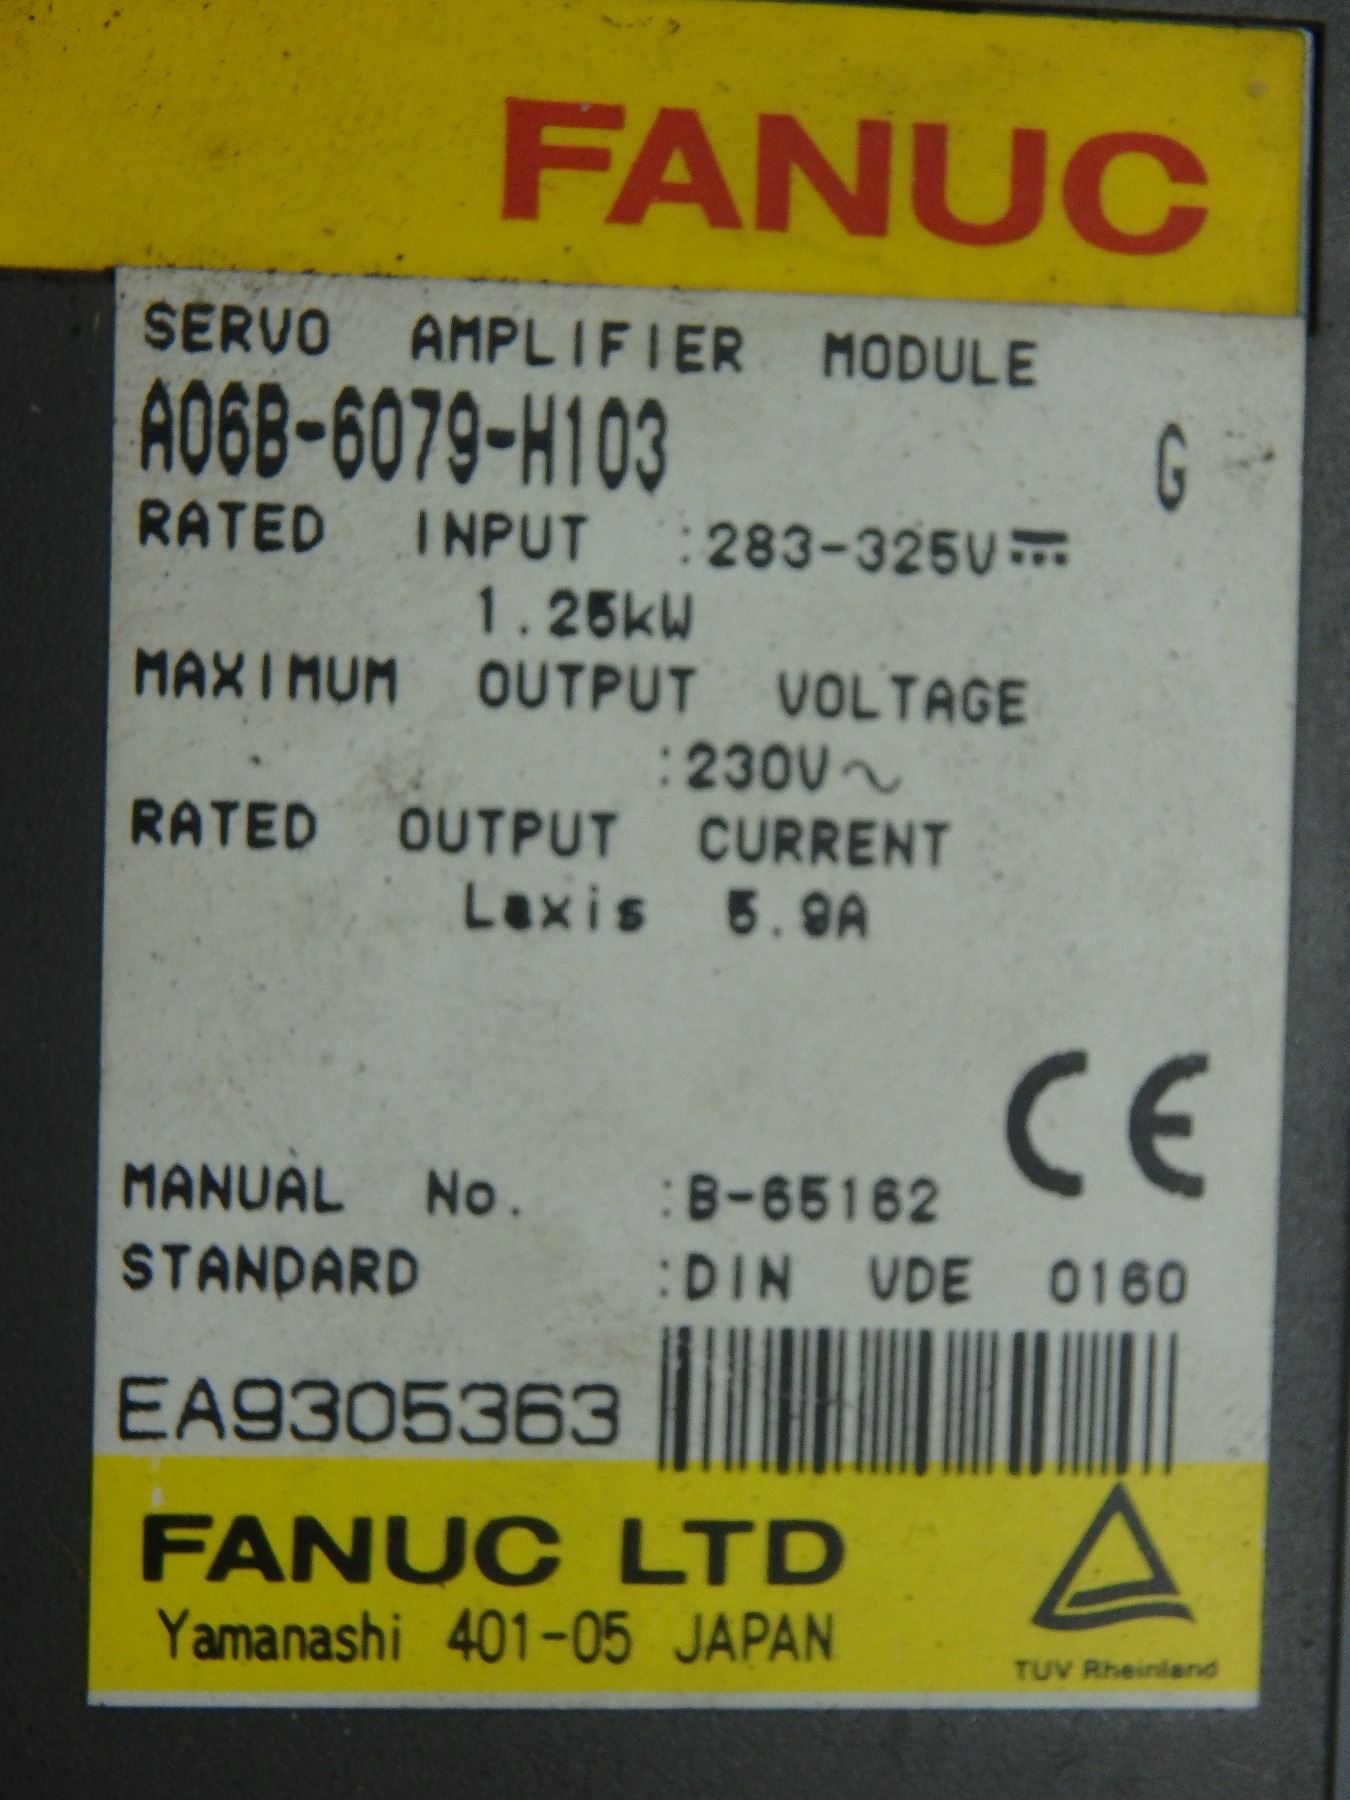 FANUC
SERVO AMPLIFIER MODULE
A06B-6079-H103 G
RATED INPUT :283-325V⎓
1.25kW
MAXIMUM OUTPUT VOLTAGE
:230V∼
RATED OUTPUT CURRENT
Laxis 5.9A
CE
MANUAL No. :B-65162
STANDARD :DIN VDE 0160
EA9305363
FANUC LTD
Yamanashi 401-05 JAPAN
TUV Rheinland